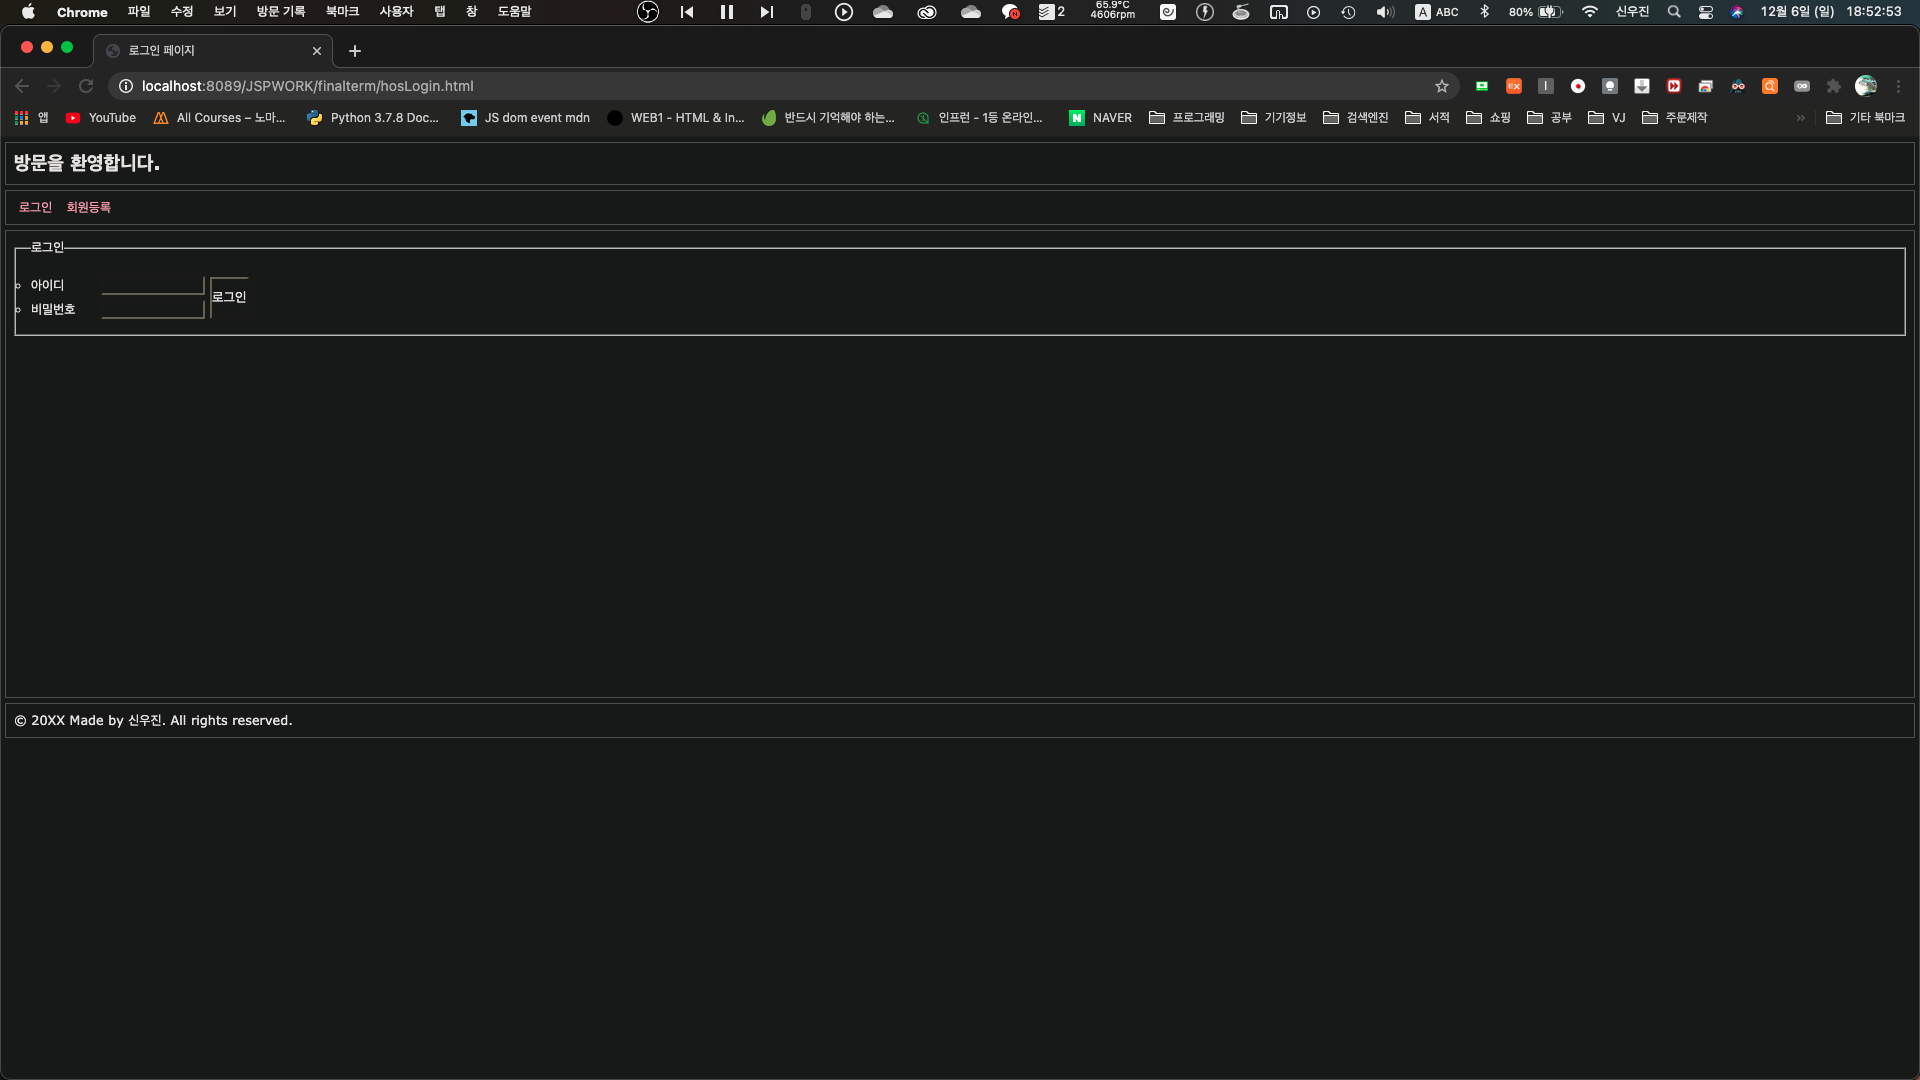 Chrome 파일 수정 보기 방문 기록 북마크 사용자 탭 창 도움말 2 65.9°C 4606rpm A ABC 80% 신우진 12월 6일 (일) 18:52:53
로그인 페이지
localhost:8089/JSPWORK/finalterm/hosLogin.html
앱 YouTube All Courses – 노마... Python 3.7.8 Doc... JS dom event mdn WEB1 - HTML & In... 반드시 기억해야 하는... 인프런 - 1등 온라인... N NAVER 프로그래밍 기기정보 검색엔진 서적 쇼핑 공부 VJ 주문제작 » 기타 북마크
방문을 환영합니다.
로그인 회원등록
로그인
아이디
로그인
비밀번호
© 20XX Made by 신우진. All rights reserved.